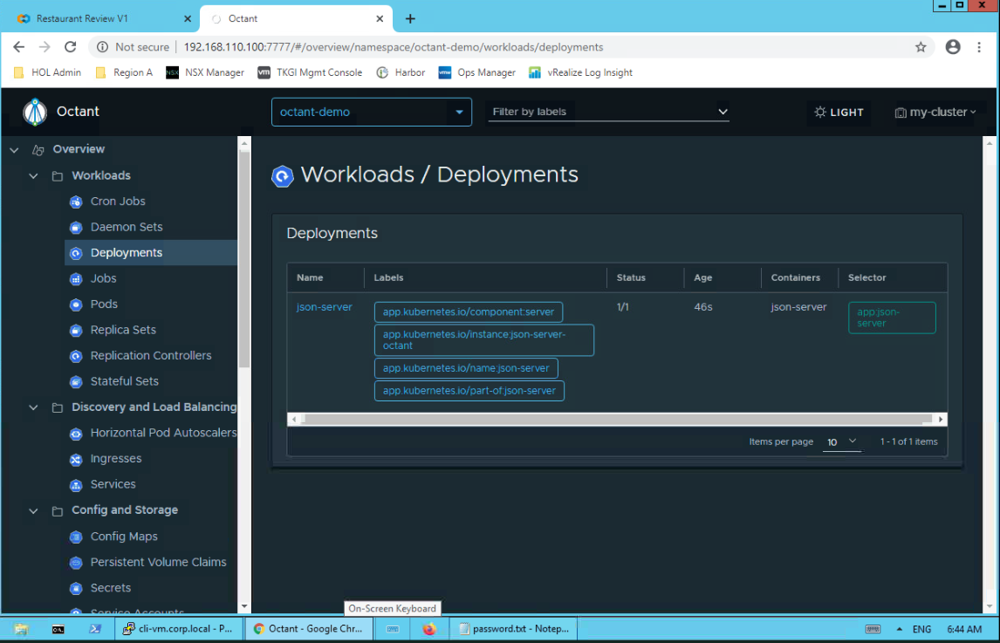 Restaurant Review V1
Octant
Not secure | 192.168.110.100:7777/#/overview/namespace/octant-demo/workloads/deployments
HOL Admin
Region A
NSX
NSX Manager
vm
TKGI Mgmt Console
Harbor
vmw
Ops Manager
vRealize Log Insight
Octant
octant-demo
Filter by labels
LIGHT
my-cluster
Overview
Workloads
Cron Jobs
Daemon Sets
Deployments
Jobs
Pods
Replica Sets
Replication Controllers
Stateful Sets
Discovery and Load Balancing
Horizontal Pod Autoscalers
Ingresses
Services
Config and Storage
Config Maps
Persistent Volume Claims
Secrets
Service Accounts
Workloads / Deployments
Deployments
Name Labels Status Age Containers Selector
json-server
app.kubernetes.io/component:server
app.kubernetes.io/instance:json-server-
octant
app.kubernetes.io/name:json-server
app.kubernetes.io/part-of:json-server
1/1
46s
json-server
app:json-
server
Items per page 10 1 - 1 of 1 items
On-Screen Keyboard
cli-vm.corp.local - P...
Octant - Google Chr...
password.txt - Notep...
ENG
6:44 AM